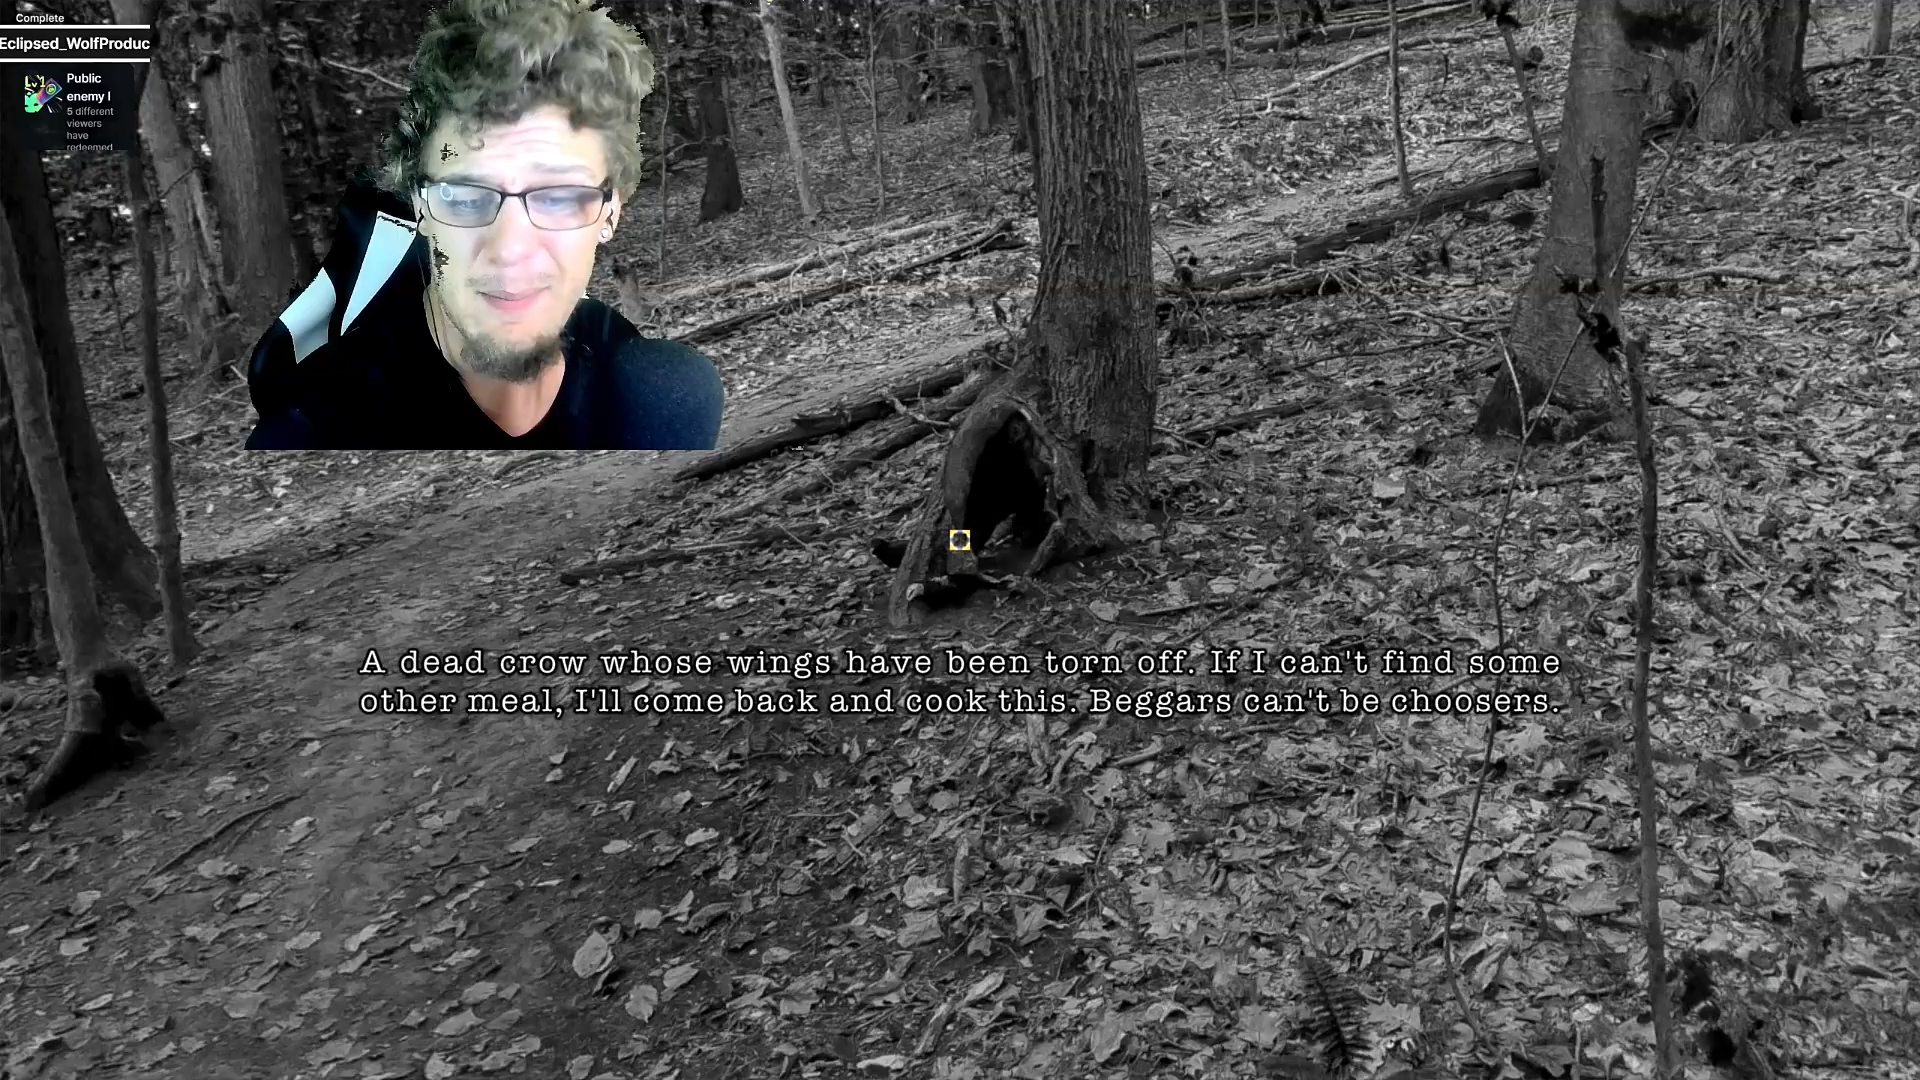 Complete
Eclipsed_WolfProduc
Public
enemy I
5 different
viewers
have
redeemed
A dead crow whose wings have been torn off. If I can't find some
other meal, I'll come back and cook this. Beggars can't be choosers.